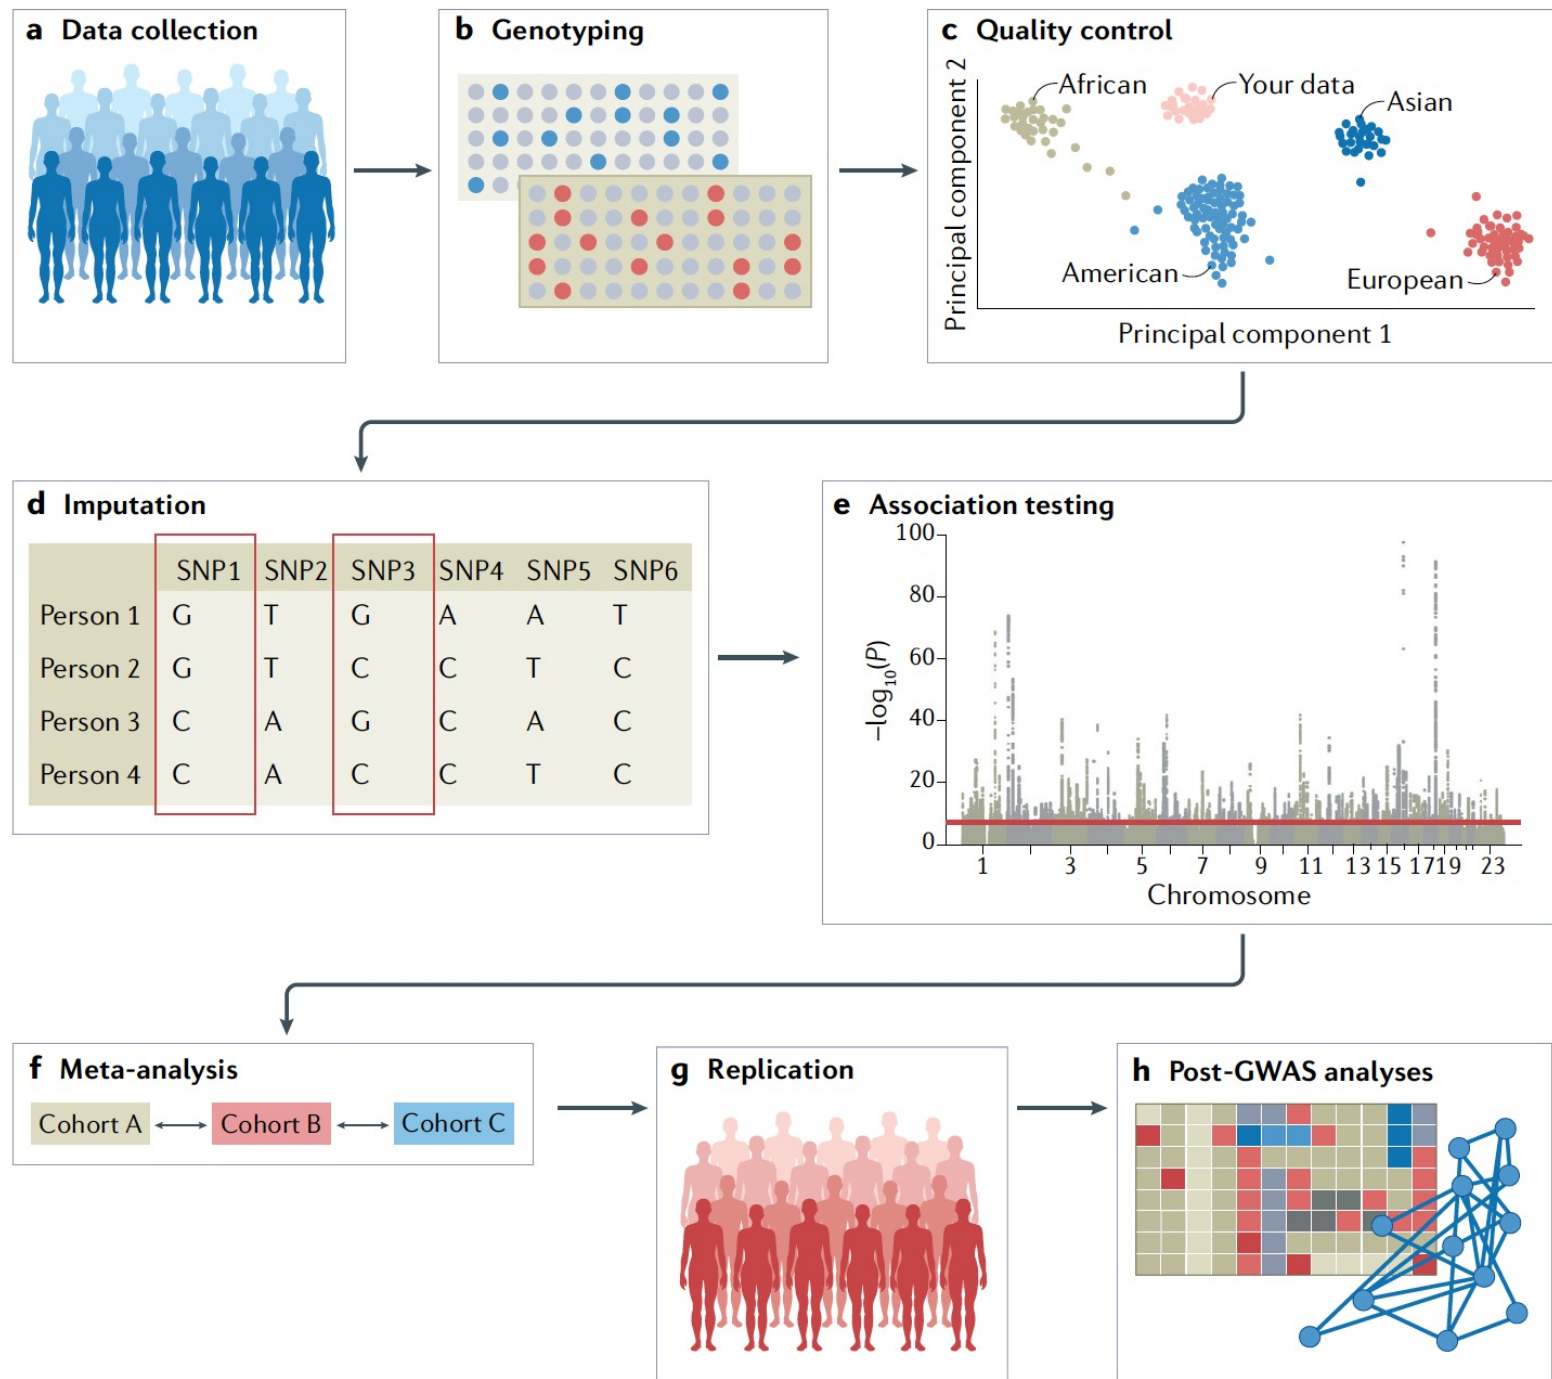 a Data collection
b Genotyping
c Quality control
Principal component 2
African
Your data
Asian
American
European
Principal component 1
d Imputation
SNP1 SNP2 SNP3 SNP4 SNP5 SNP6
Person 1 G T G A A T
Person 2 G T C C T C
Person 3 C A G C A C
Person 4 C A C C T C
e Association testing
100
80
60
40
20
0
–log10(P)
1 3 5 7 9 11 13 15 17 19 23
Chromosome
f Meta-analysis
Cohort A Cohort B Cohort C
g Replication
h Post-GWAS analyses